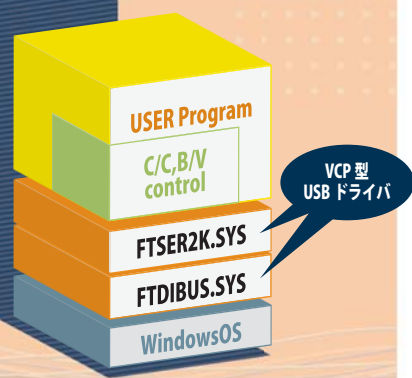 USER Program
C/C,B/V
control
VCP 型
USB ドライバ
FTSER2K.SYS
FTDIBUS.SYS
WindowsOS